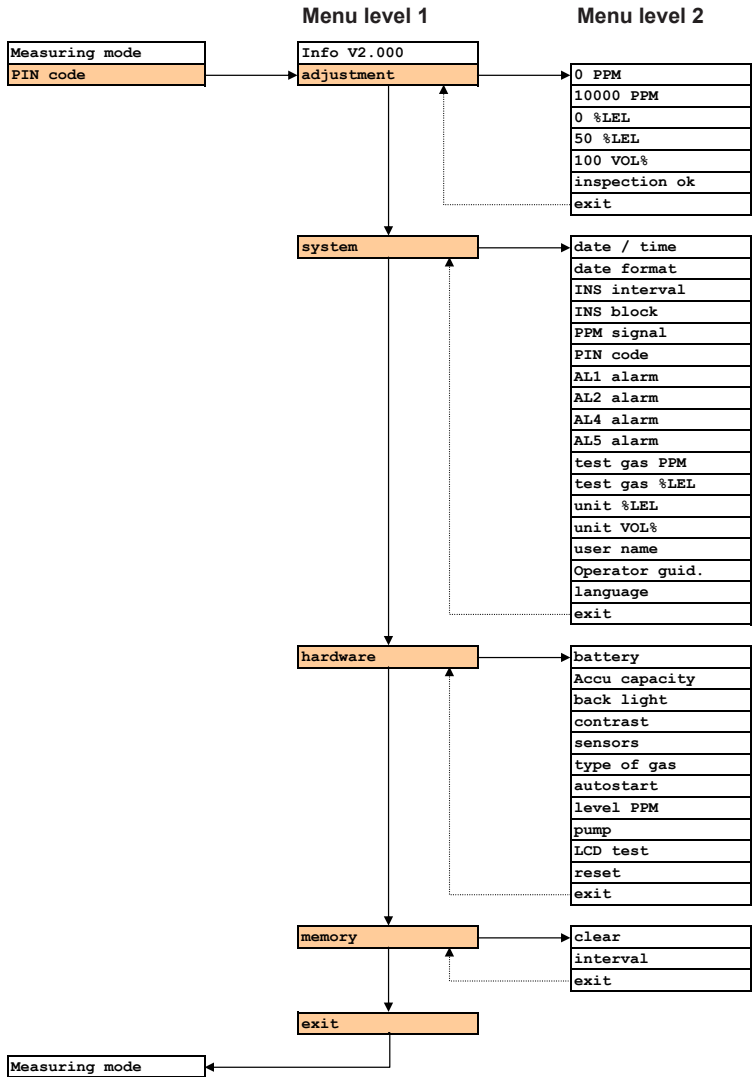 Menu level 1
Menu level 2
Measuring mode
PIN code
Info V2.000
adjustment
0 PPM
10000 PPM
0 %LEL
50 %LEL
100 VOL%
inspection ok
exit
system
date / time
date format
INS interval
INS block
PPM signal
PIN code
AL1 alarm
AL2 alarm
AL4 alarm
AL5 alarm
test gas PPM
test gas %LEL
unit %LEL
unit VOL%
user name
Operator guid.
language
exit
hardware
battery
Accu capacity
back light
contrast
sensors
type of gas
autostart
level PPM
pump
LCD test
reset
exit
memory
clear
interval
exit
exit
Measuring mode